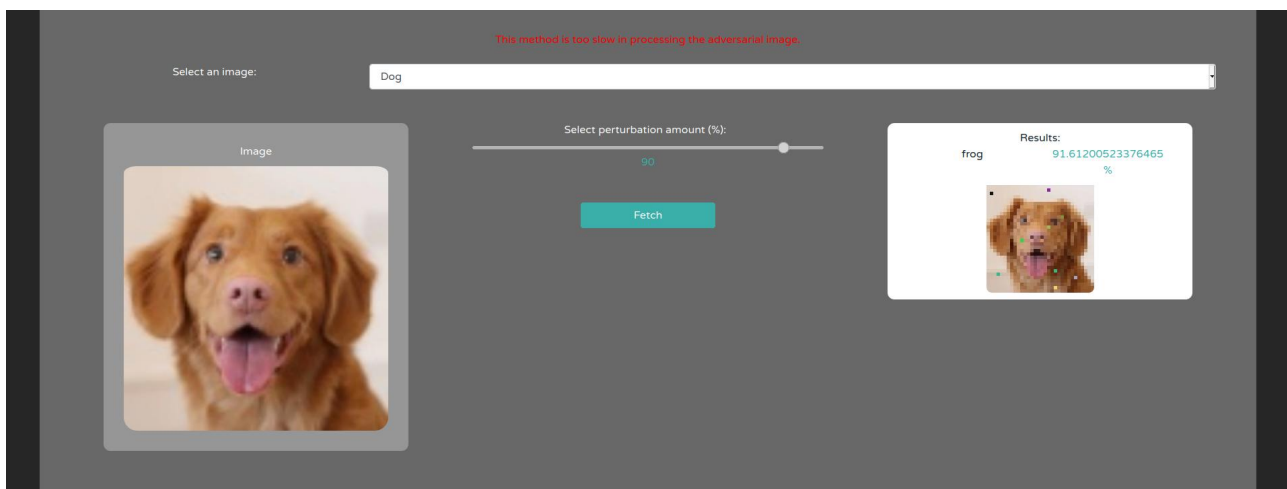 This method is too slow in processing the adversarial image.
Select an image:
Dog
Image
Select perturbation amount (%):
90
Fetch
Results:
frog 91.61200523376465
%